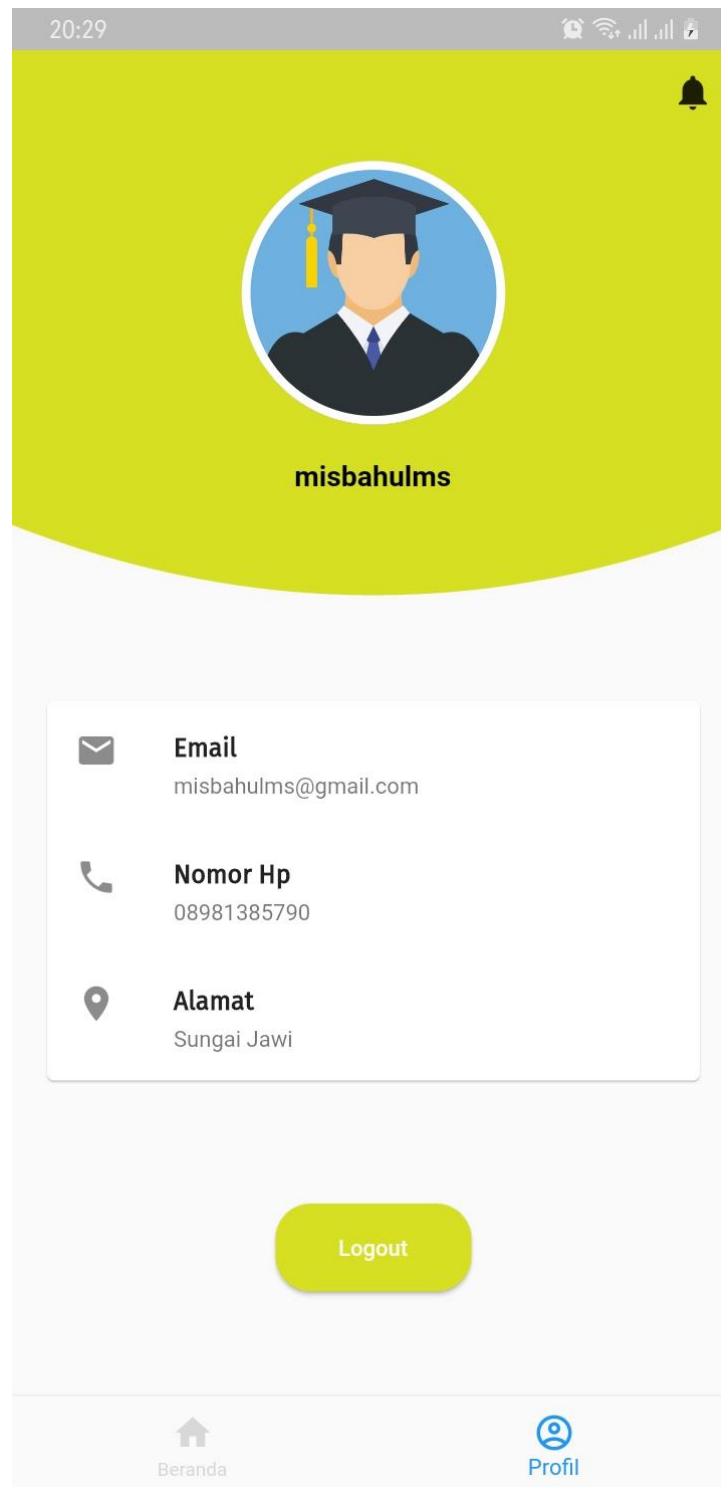 20:29
misbahulms
Email
misbahulms@gmail.com
Nomor Hp
08981385790
Alamat
Sungai Jawi
Logout
Beranda
Profil